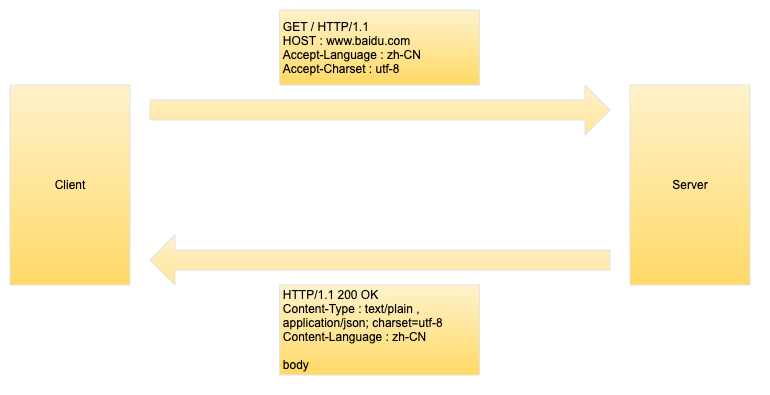 GET / HTTP/1.1
HOST : www.baidu.com
Accept-Language : zh-CN
Accept-Charset : utf-8
Client
Server
HTTP/1.1 200 OK
Content-Type : text/plain ,
application/json; charset=utf-8
Content-Language : zh-CN
body